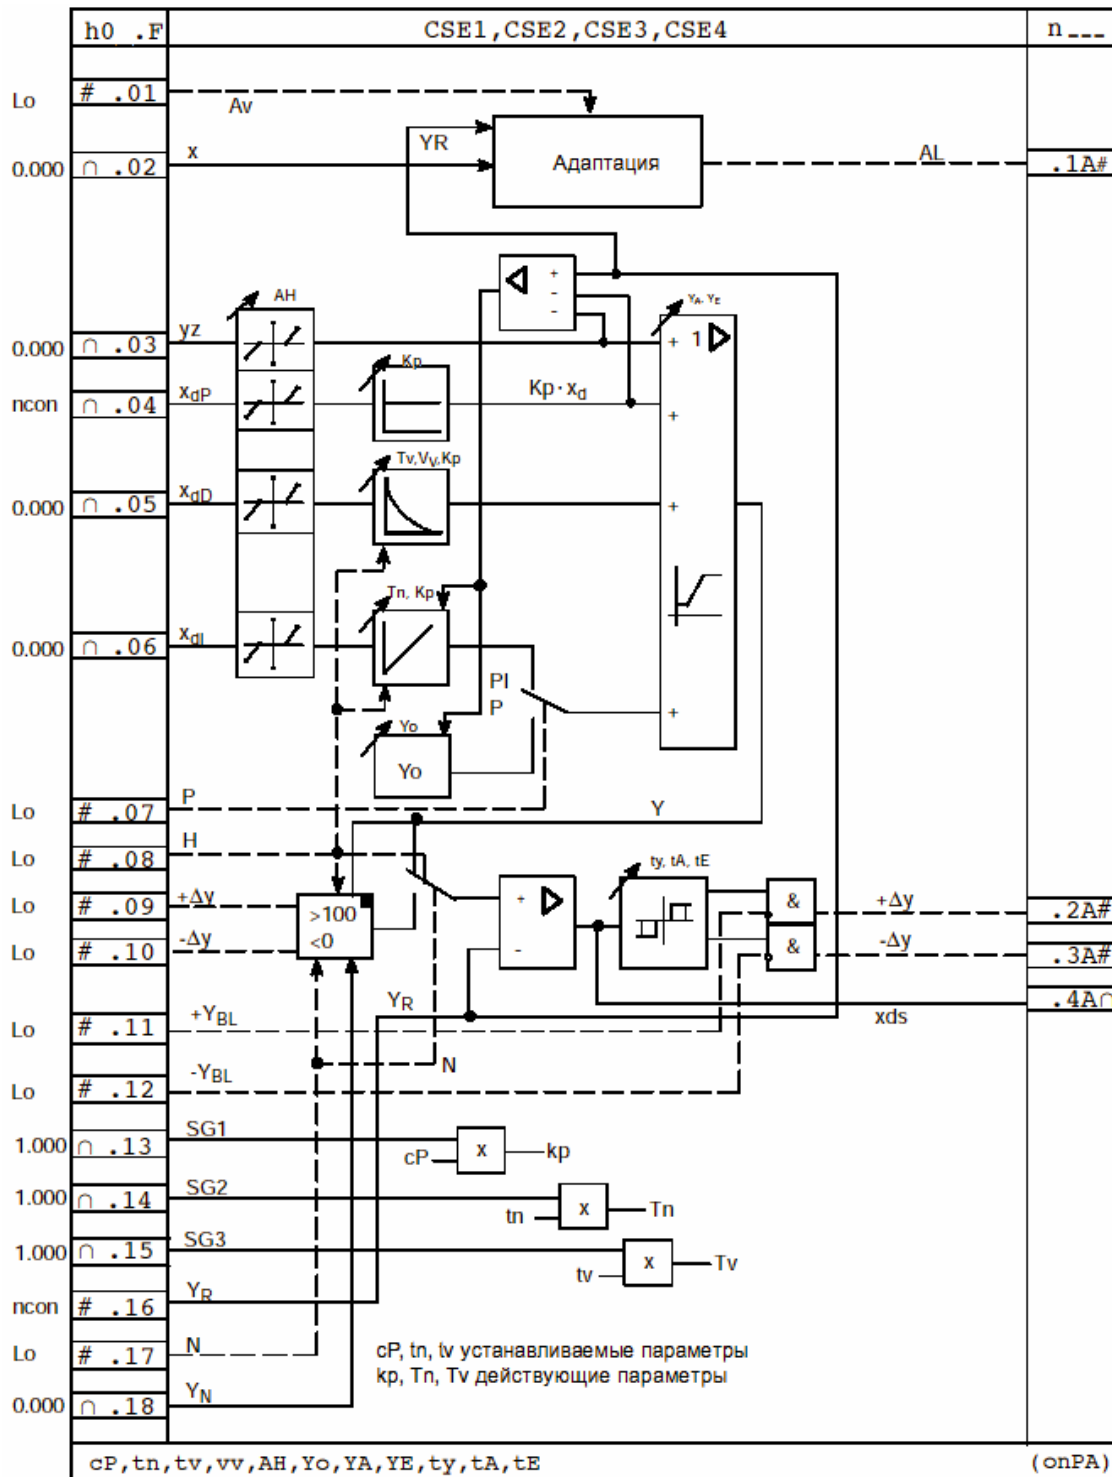 h0 .F CSE1,CSE2,CSE3,CSE4 n___
Lo # .01 Av
YR Адаптация AL
0.000 ∩ .02 x .1A#
+
-
-
AH
YA, YE
0.000 ∩ .03 yz + 1
Kp
ncon ∩ .04 xdP Kp·xd +
Tv,VV,Kp
0.000 ∩ .05 xdD +
Tn, Kp
0.000 ∩ .06 xdI
PI
P +
Yo
Yo
Lo # .07 P Y
Lo # .08 H
ty, tA, tE
Lo # .09 +Δy >100 + & +Δy .2A#
Lo # .10 -Δy <0 - & -Δy .3A#
YR xds .4A∩
Lo # .11 +YBL
N
Lo # .12 -YBL
1.000 ∩ .13 SG1
cP x kp
1.000 ∩ .14 SG2
tn x Tn
1.000 ∩ .15 SG3
tv x Tv
ncon # .16 YR
Lo # .17 N
cP, tn, tv устанавливаемые параметры
kp, Tn, Tv действующие параметры
0.000 ∩ .18 YN
cP,tn,tv,vv,AH,Yo,YA,YE,ty,tA,tE (onPA)